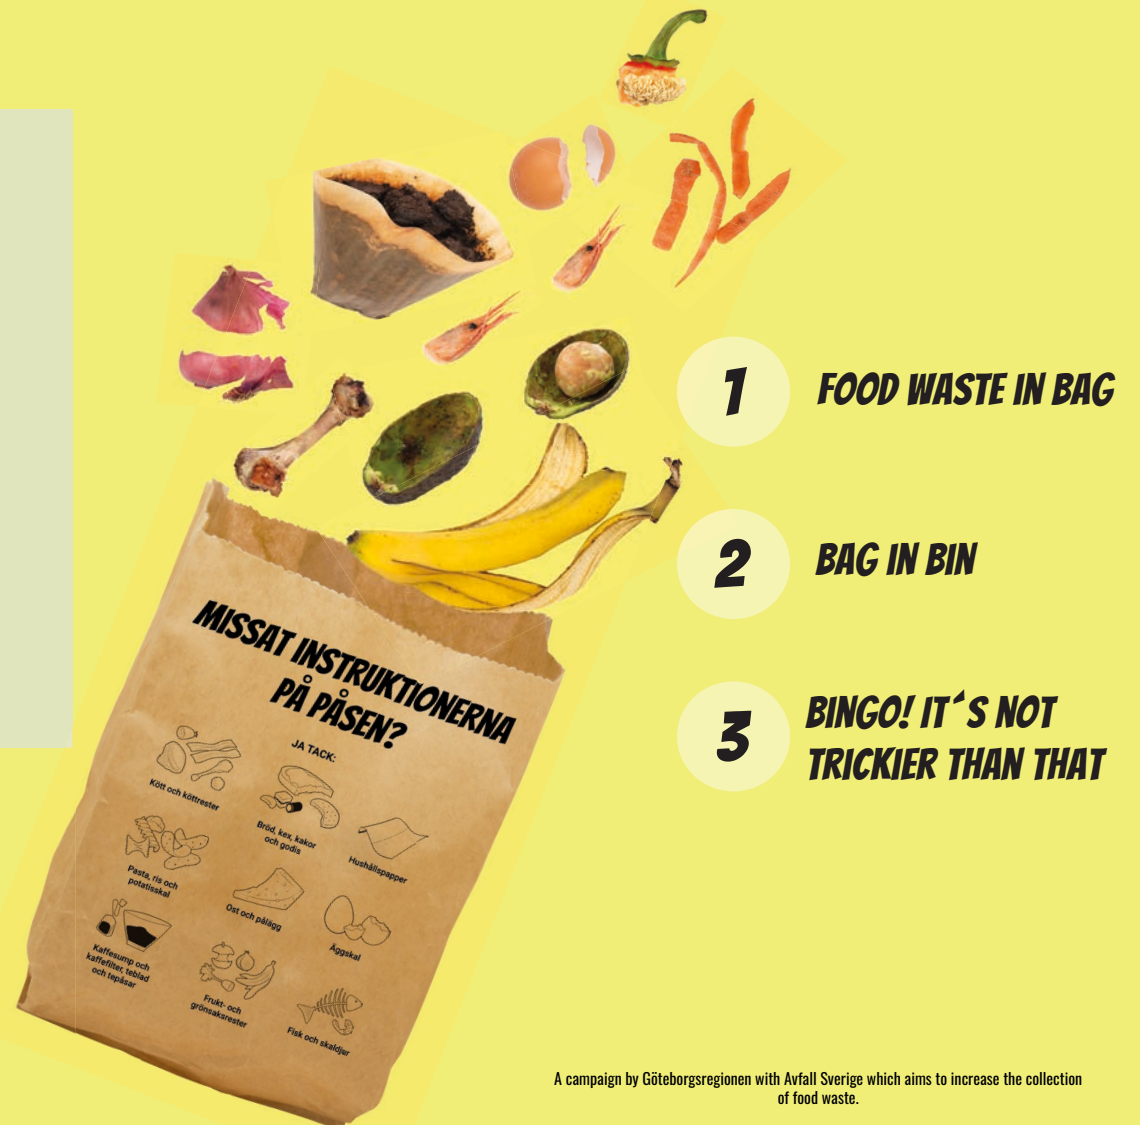 1
FOOD WASTE IN BAG
2
BAG IN BIN
3
BINGO! IT´S NOT
TRICKIER THAN THAT
MISSAT INSTRUKTIONERNA
PÅ PÅSEN?
JA TACK:
Kött och köttrester
Bröd, kex, kakor
och godis
Hushållspapper
Pasta, ris och
potatisskal
Ost och pålägg
Äggskal
Kaffesump och
kaffefilter, teblad
och tepåsar
Frukt- och
grönsaksrester
Fisk och skaldjur
A campaign by Göteborgsregionen with Avfall Sverige which aims to increase the collection
of food waste.